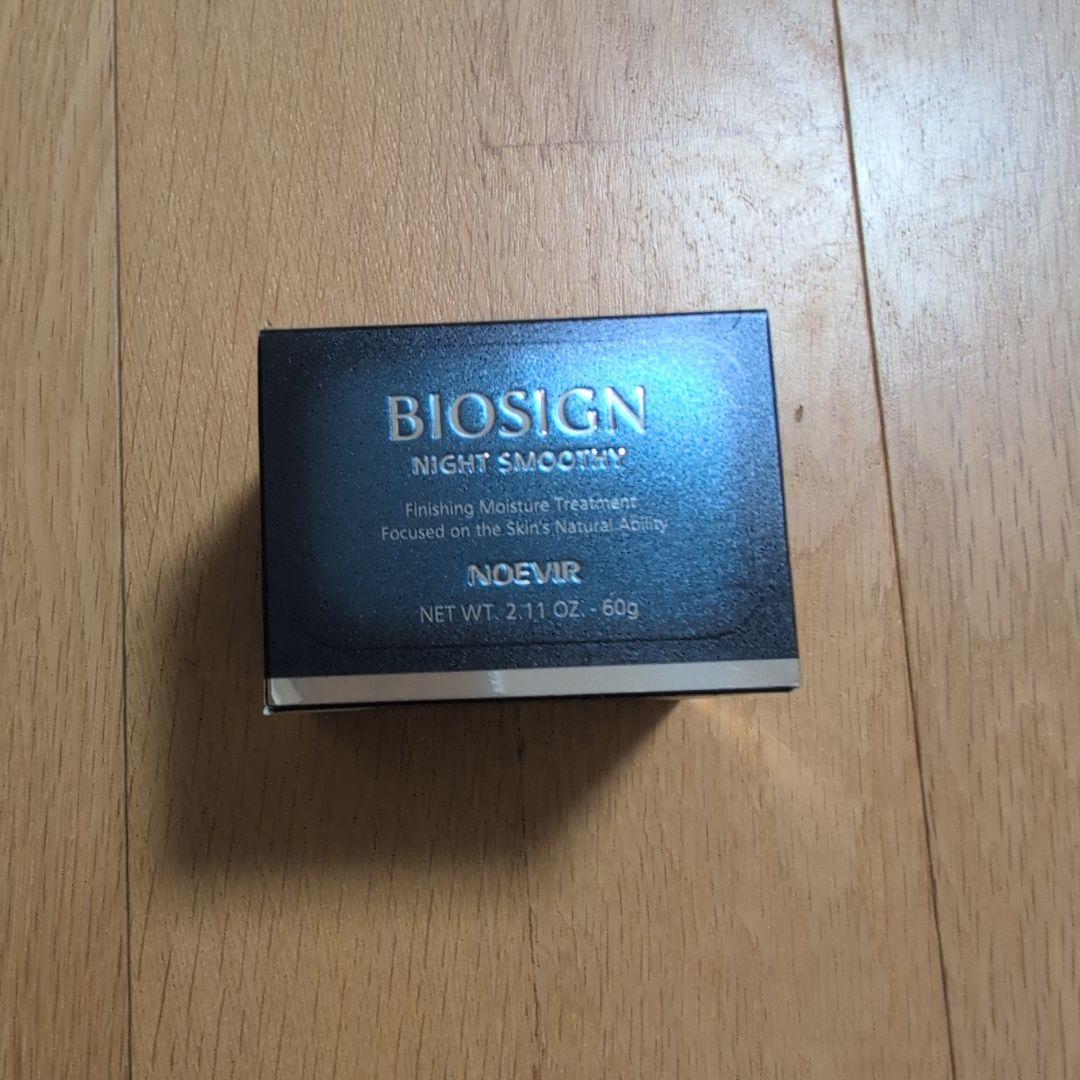 BIOSIGN
NIGHT SMOOTHY
Finishing Moisture Treatment
Focused on the Skin's Natural Ability
NOEVIR
NET WT. 2.11 OZ. - 60g